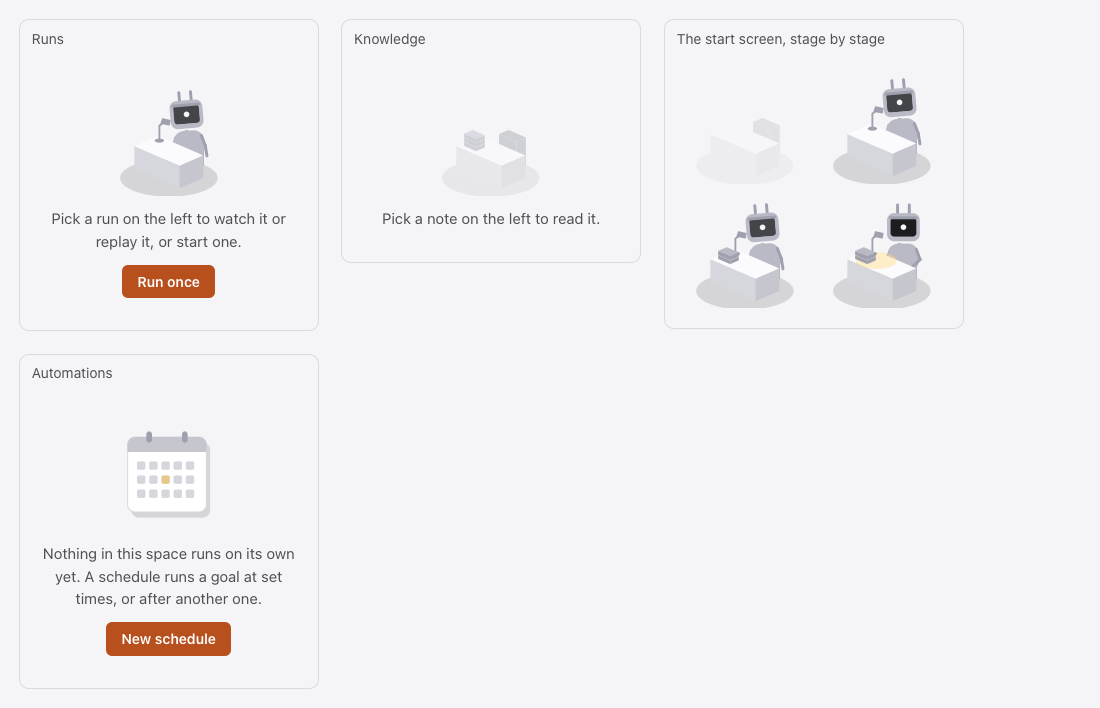 Runs
Pick a run on the left to watch it or
replay it, or start one.
Run once
Knowledge
Pick a note on the left to read it.
The start screen, stage by stage
Automations
Nothing in this space runs on its own
yet. A schedule runs a goal at set
times, or after another one.
New schedule